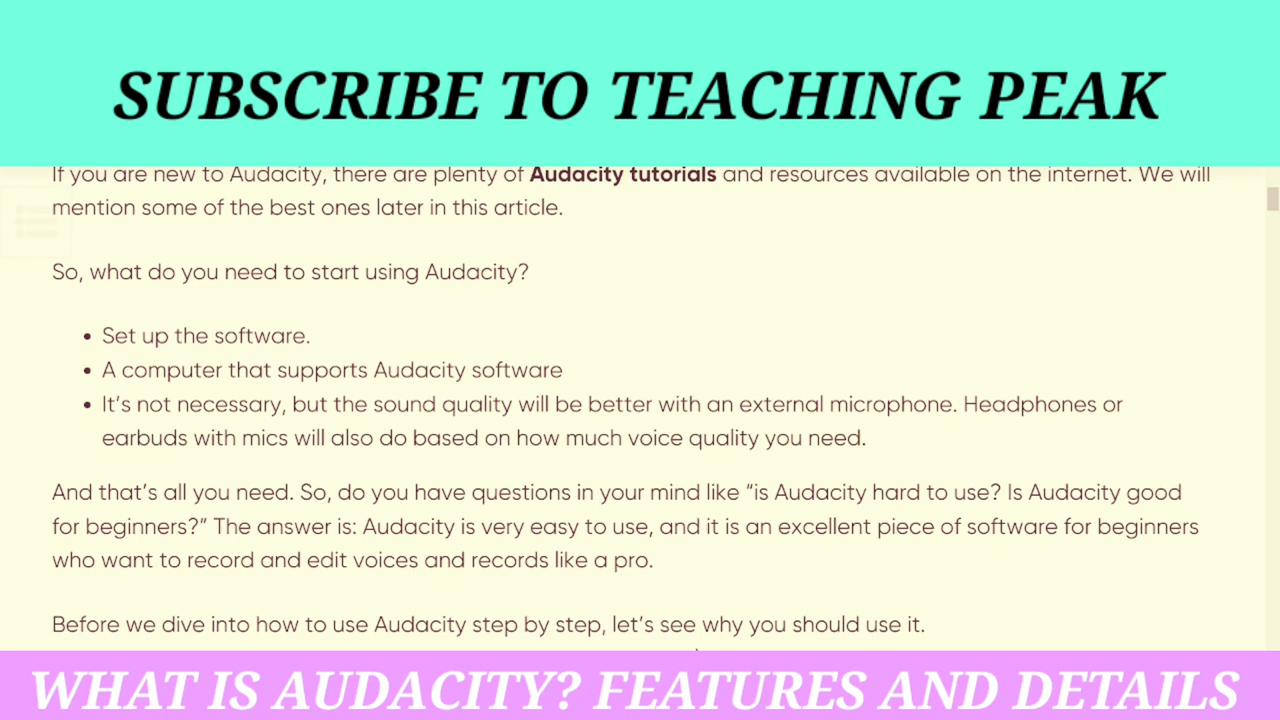 SUBSCRIBE TO TEACHING PEAK
If you are new to Audacity, there are plenty of Audacity tutorials and resources available on the internet. We will
mention some of the best ones later in this article.
So, what do you need to start using Audacity?
• Set up the software.
• A computer that supports Audacity software
• It’s not necessary, but the sound quality will be better with an external microphone. Headphones or
earbuds with mics will also do based on how much voice quality you need.
And that’s all you need. So, do you have questions in your mind like “is Audacity hard to use? Is Audacity good
for beginners?” The answer is: Audacity is very easy to use, and it is an excellent piece of software for beginners
who want to record and edit voices and records like a pro.
Before we dive into how to use Audacity step by step, let’s see why you should use it.
WHAT IS AUDACITY? FEATURES AND DETAILS